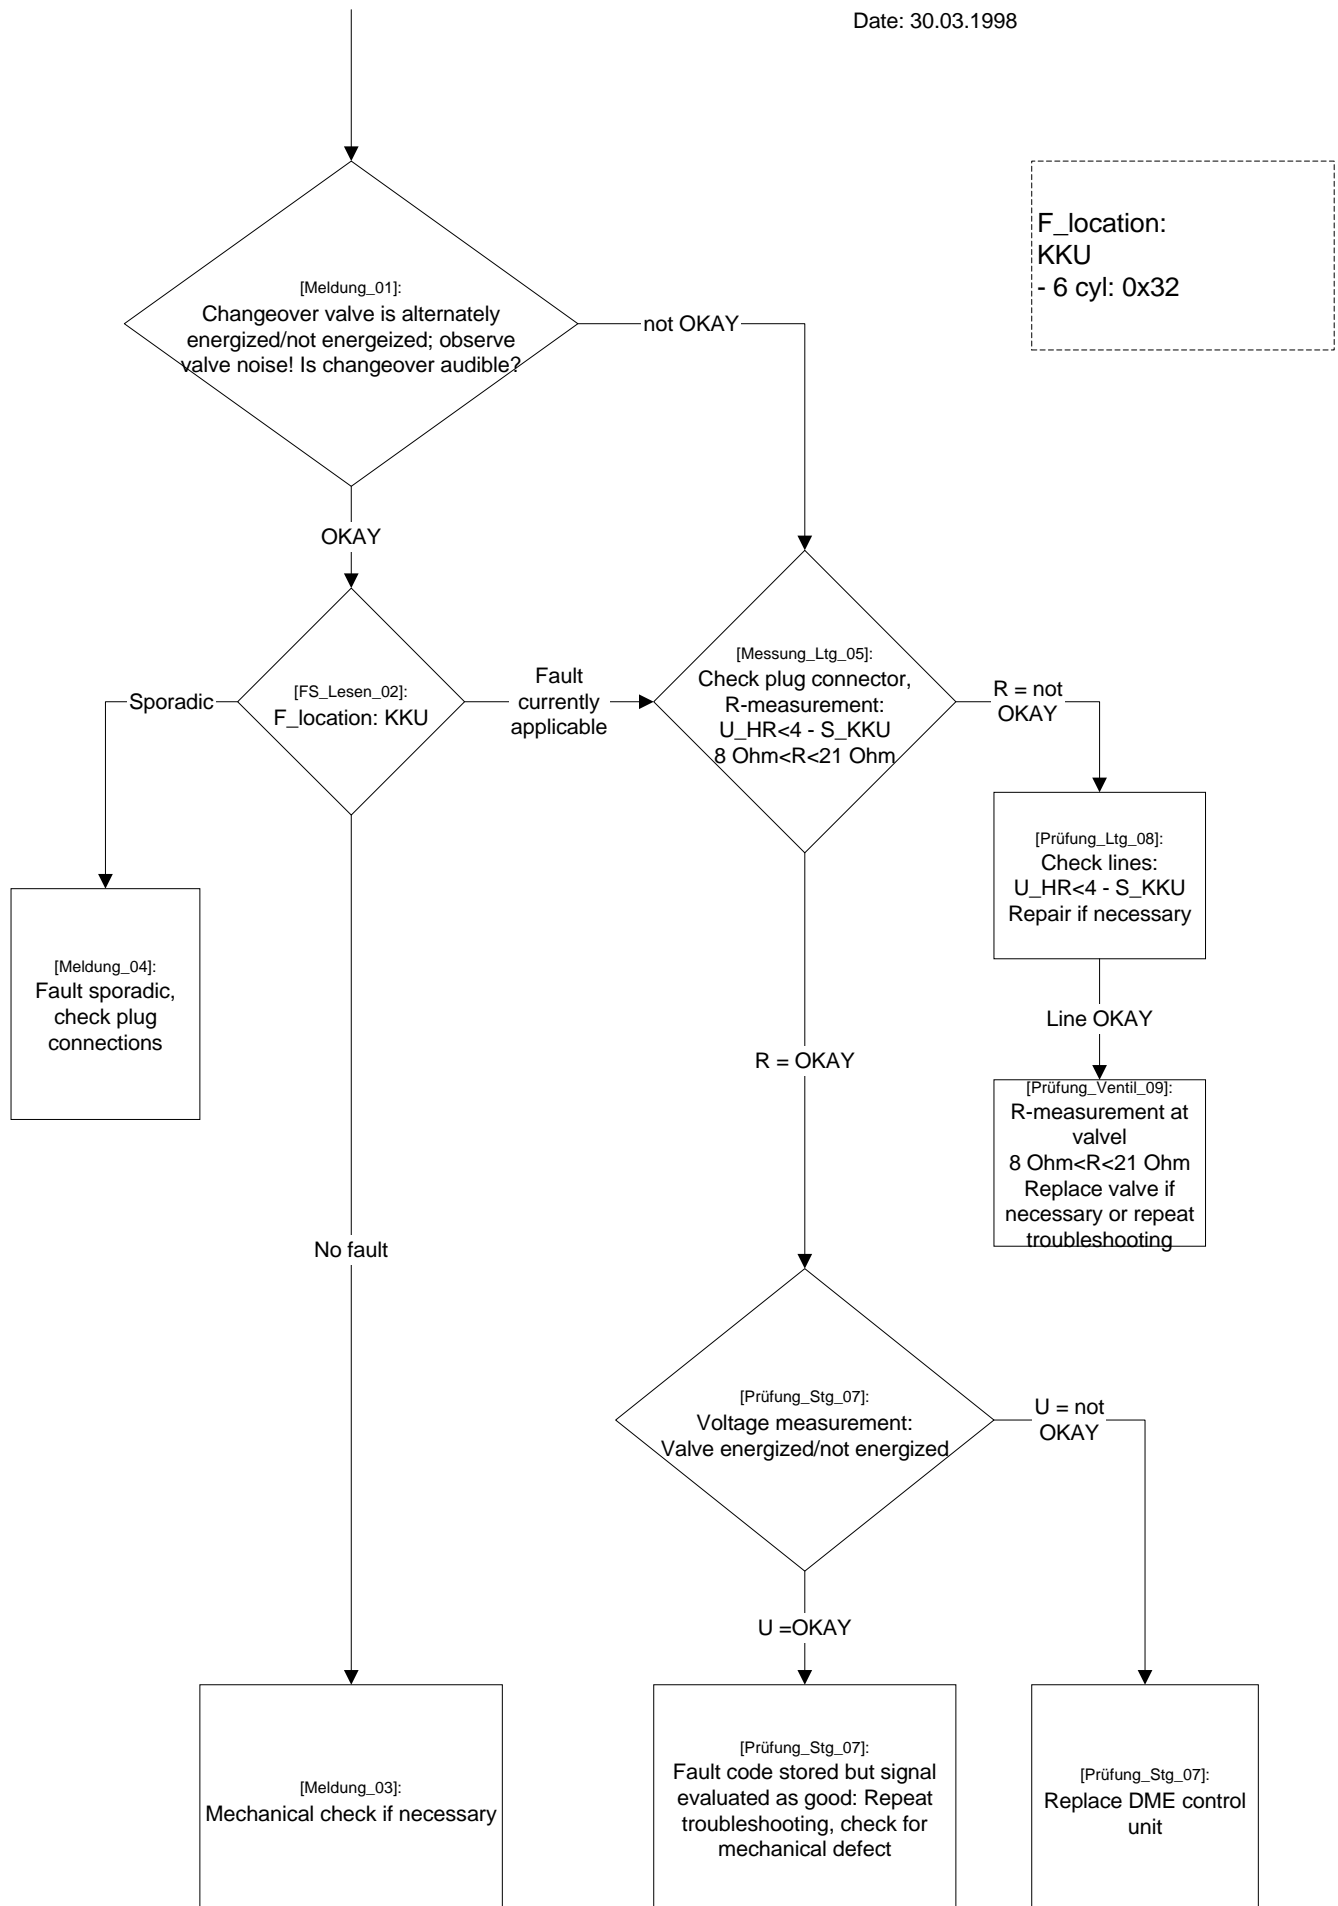 Date: 30.03.1998
F_location:
KKU
- 6 cyl: 0x32
[Meldung_01]:
Changeover valve is alternately
energized/not energeized; observe
valve noise! Is changeover audible?
not OKAY
OKAY
[FS_Lesen_02]:
F_location: KKU
Sporadic
Fault
currently
applicable
[Messung_Ltg_05]:
Check plug connector,
R-measurement:
U_HR<4 - S_KKU
8 Ohm<R<21 Ohm
R = not
OKAY
[Prüfung_Ltg_08]:
Check lines:
U_HR<4 - S_KKU
Repair if necessary
[Meldung_04]:
Fault sporadic,
check plug
connections
Line OKAY
R = OKAY
[Prüfung_Ventil_09]:
R-measurement at
valvel
8 Ohm<R<21 Ohm
Replace valve if
necessary or repeat
troubleshooting
No fault
[Prüfung_Stg_07]:
Voltage measurement:
Valve energized/not energized
U = not
OKAY
U =OKAY
[Meldung_03]:
Mechanical check if necessary
[Prüfung_Stg_07]:
Fault code stored but signal
evaluated as good: Repeat
troubleshooting, check for
mechanical defect
[Prüfung_Stg_07]:
Replace DME control
unit